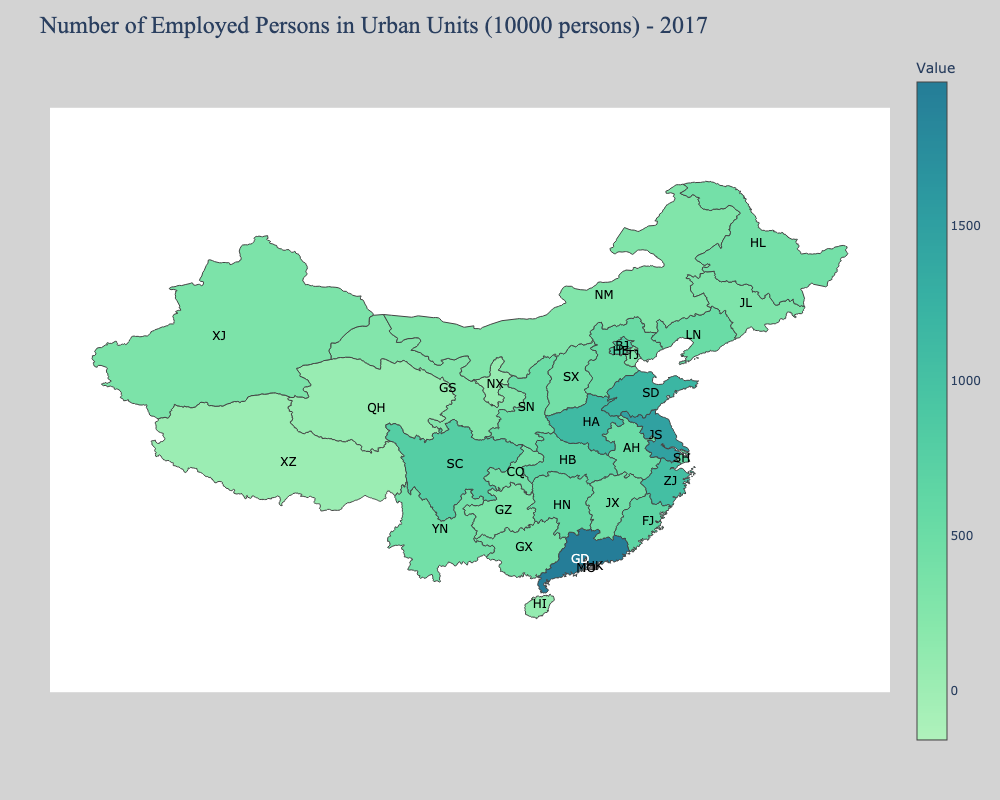 Number of Employed Persons in Urban Units (10000 persons) - 2017
Value
1500
1000
500
0
HL
NM
JL
XJ
LN
BJ
HE
TJ
SX
NX
GS
SD
QH
SN
HA
JS
AH
SH
XZ
SC
HB
CQ
ZJ
HN
JX
GZ
FJ
YN
GX
GD
HK
MO
HI